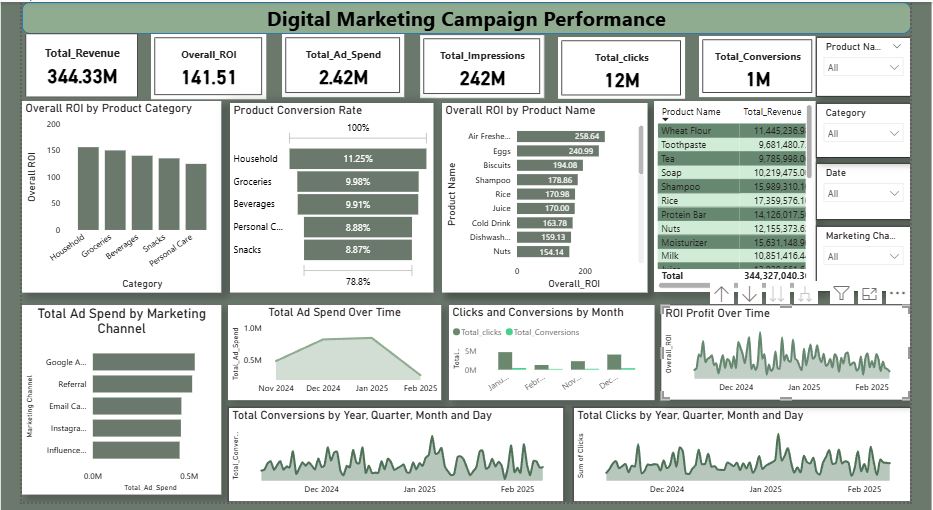 Digital Marketing Campaign Performance
Total_Revenue
344.33M
Overall_ROI
141.51
Total_Ad_Spend
2.42M
Total_Impressions
242M
Total_clicks
12M
Total_Conversions
1M
Product Na...
All
Category
All
Date
All
Marketing Cha...
All
Overall ROI by Product Category
Overall ROI
200
150
100
50
0
Household
Groceries
Beverages
Snacks
Personal Care
Category
Product Conversion Rate
100%
Household
11.25%
Groceries
9.98%
Beverages
9.91%
Personal C...
8.88%
Snacks
8.87%
78.8%
Overall ROI by Product Name
Product Name
Air Freshe...
258.64
Eggs
240.99
Biscuits
194.08
Shampoo
178.86
Rice
170.98
Juice
170.00
Cold Drink
163.78
Dishwash...
159.13
Nuts
154.14
0
200
Overall_ROI
Product Name Total_Revenue
Wheat Flour 11,445,236.9
Toothpaste 9,681,480.7
Tea 9,785,998.0
Soap 10,219,475.0
Shampoo 15,989,310.1
Rice 17,359,576.1
Protein Bar 14,126,017.5
Nuts 12,155,373.6
Moisturizer 15,631,148.9
Milk 10,851,416.4
Total 344,327,040.3
Total Ad Spend by Marketing
Channel
Marketing Channel
Google A...
Referral
Email Ca...
Instagra...
Influence...
0.0M
0.5M
Total_Ad_Spend
Total Ad Spend Over Time
Total_Ad_Spend
1.0M
0.5M
Nov 2024
Dec 2024
Jan 2025
Feb 2025
Clicks and Conversions by Month
Total_clicks
Total_Conversions
Total...
5M
0M
Janu...
Febr...
Nov...
Dec...
ROI Profit Over Time
Overall_ROI
Dec 2024
Jan 2025
Feb 2025
Total Conversions by Year, Quarter, Month and Day
Total_Conver...
Dec 2024
Jan 2025
Feb 2025
Total Clicks by Year, Quarter, Month and Day
Sum of Clicks
Dec 2024
Jan 2025
Feb 2025